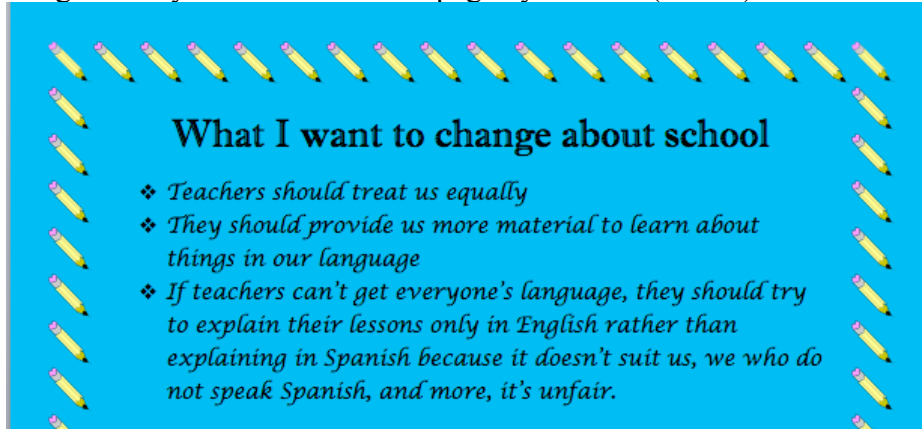 What I want to change about school
❖ Teachers should treat us equally
❖ They should provide us more material to learn about
things in our language
❖ If teachers can't get everyone's language, they should try
to explain their lessons only in English rather than
explaining in Spanish because it doesn't suit us, we who do
not speak Spanish, and more, it's unfair.